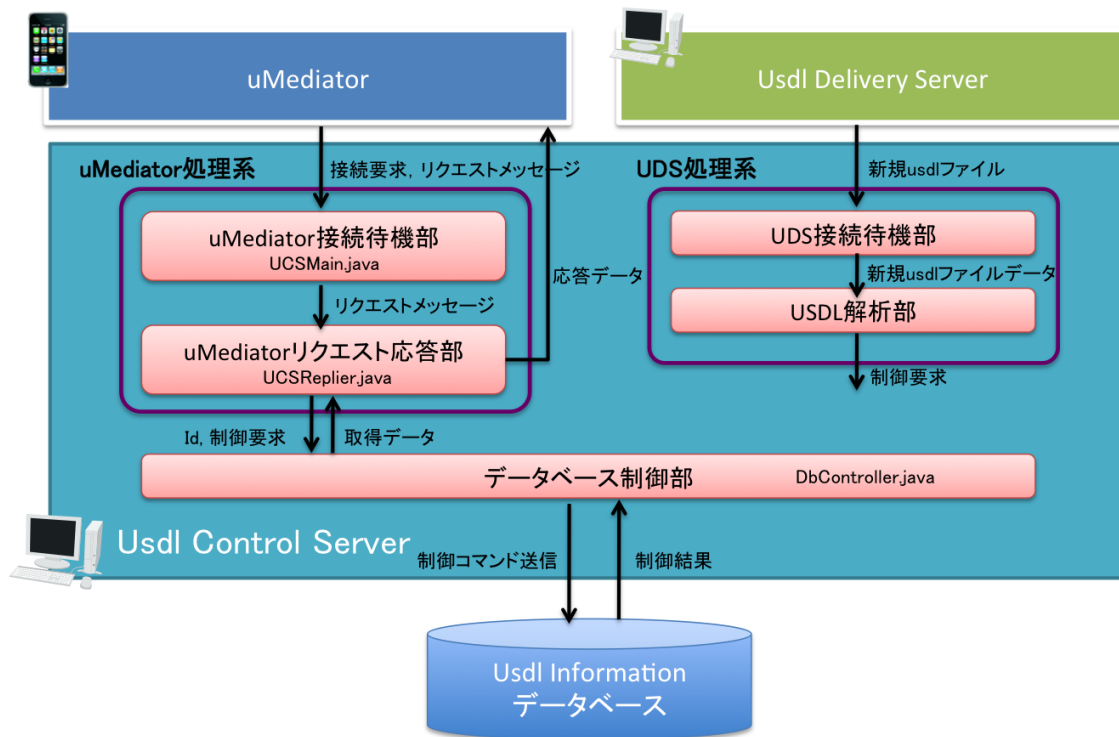 uMediator
Usdl Delivery Server
uMediator処理系
接続要求, リクエストメッセージ
UDS処理系
新規usdlファイル
uMediator接続待機部
UCSMain.java
UDS接続待機部
応答データ
新規usdlファイルデータ
リクエストメッセージ
USDL解析部
uMediatorリクエスト応答部
UCSReplier.java
制御要求
Id, 制御要求
取得データ
データベース制御部
DbController.java
Usdl Control Server
制御コマンド送信
制御結果
Usdl Information
データベース